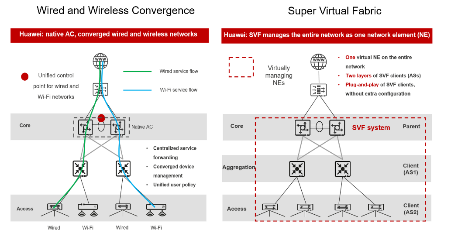 Wired and Wireless Convergence
Huawei: native AC, converged wired and wireless networks
Unified control
point for wired and
Wi-Fi networks
Wired service flow
Wi-Fi service flow
Core
Native AC
• Centralized service
forwarding
• Converged device
management
• Unified user policy
Access
Wired
Wi-Fi
Wired
Wi-Fi
Super Virtual Fabric
Huawei: SVF manages the entire network as one network element (NE)
Virtually
managing
NEs
• One virtual NE on the entire
network
• Two layers of SVF clients (ASs)
• Plug-and-play of SVF clients,
without extra configuration
Core
SVF system
Parent
Aggregation
Client
(AS1)
Access
Client
(AS2)